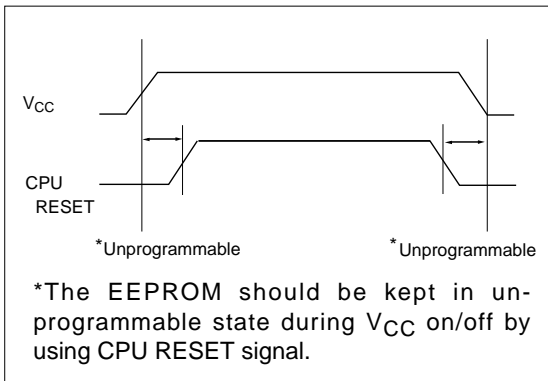 VCC
CPU
RESET
*Unprogrammable *Unprogrammable
*The EEPROM should be kept in un-
programmable state during VCC on/off by
using CPU RESET signal.